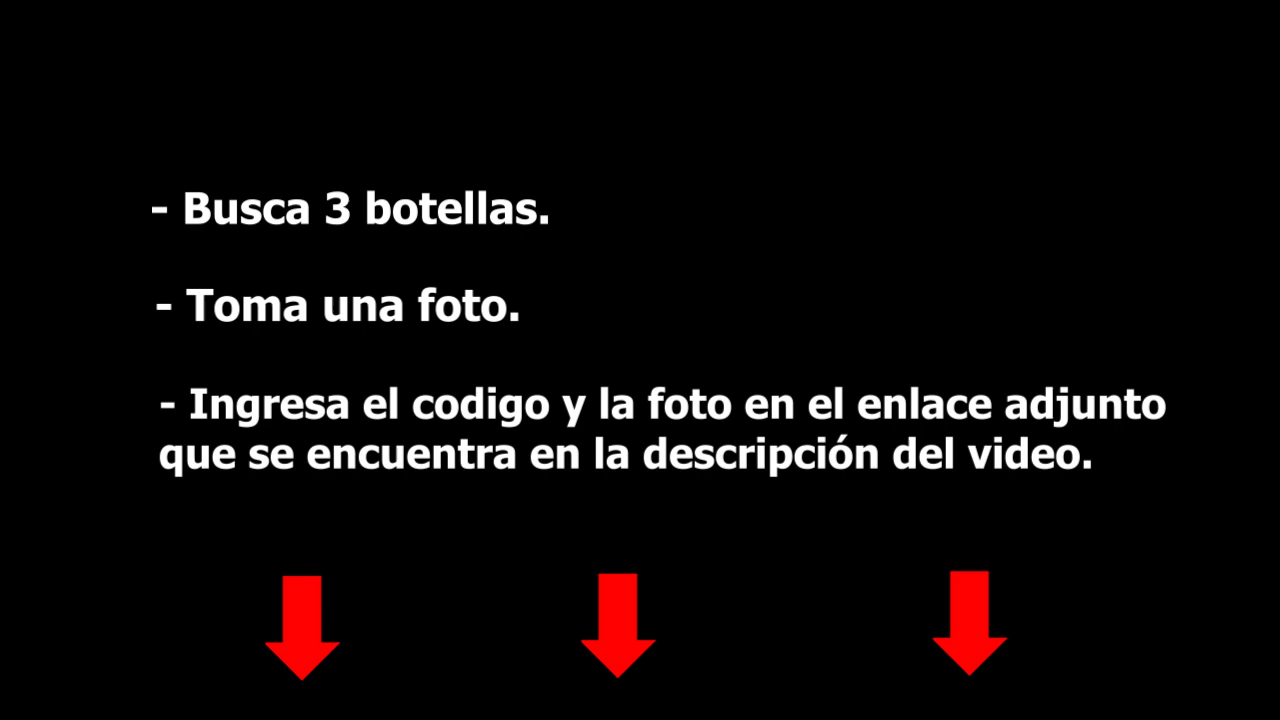 - Busca 3 botellas.
- Toma una foto.
- Ingresa el codigo y la foto en el enlace adjunto
que se encuentra en la descripción del video.